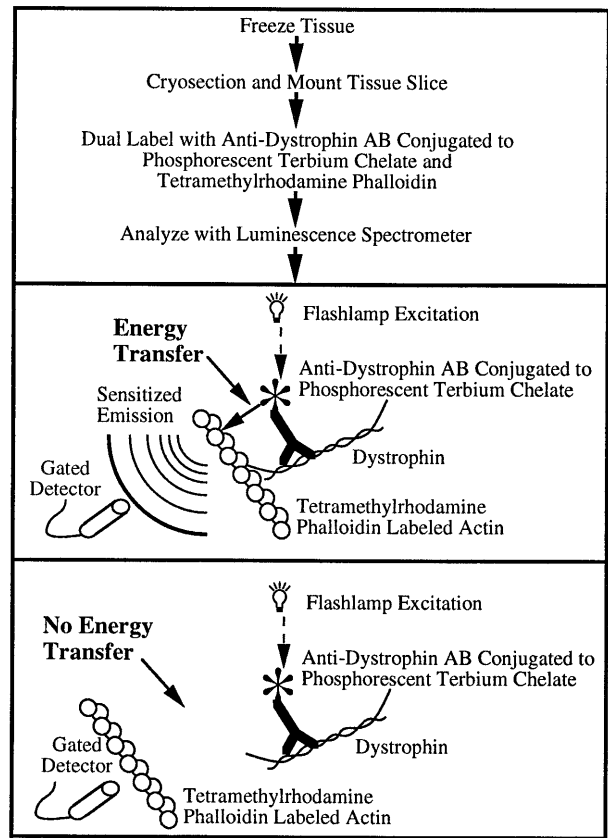 Freeze Tissue
Cryosection and Mount Tissue Slice
Dual Label with Anti-Dystrophin AB Conjugated to
Phosphorescent Terbium Chelate and
Tetramethylrhodamine Phalloidin
Analyze with Luminescence Spectrometer
Flashlamp Excitation
Energy
Transfer
Anti-Dystrophin AB Conjugated to
Phosphorescent Terbium Chelate
Sensitized
Emission
Dystrophin
Gated
Detector
Tetramethylrhodamine
Phalloidin Labeled Actin
Flashlamp Excitation
No Energy
Transfer
Anti-Dystrophin AB Conjugated to
Phosphorescent Terbium Chelate
Dystrophin
Gated
Detector
Tetramethylrhodamine
Phalloidin Labeled Actin